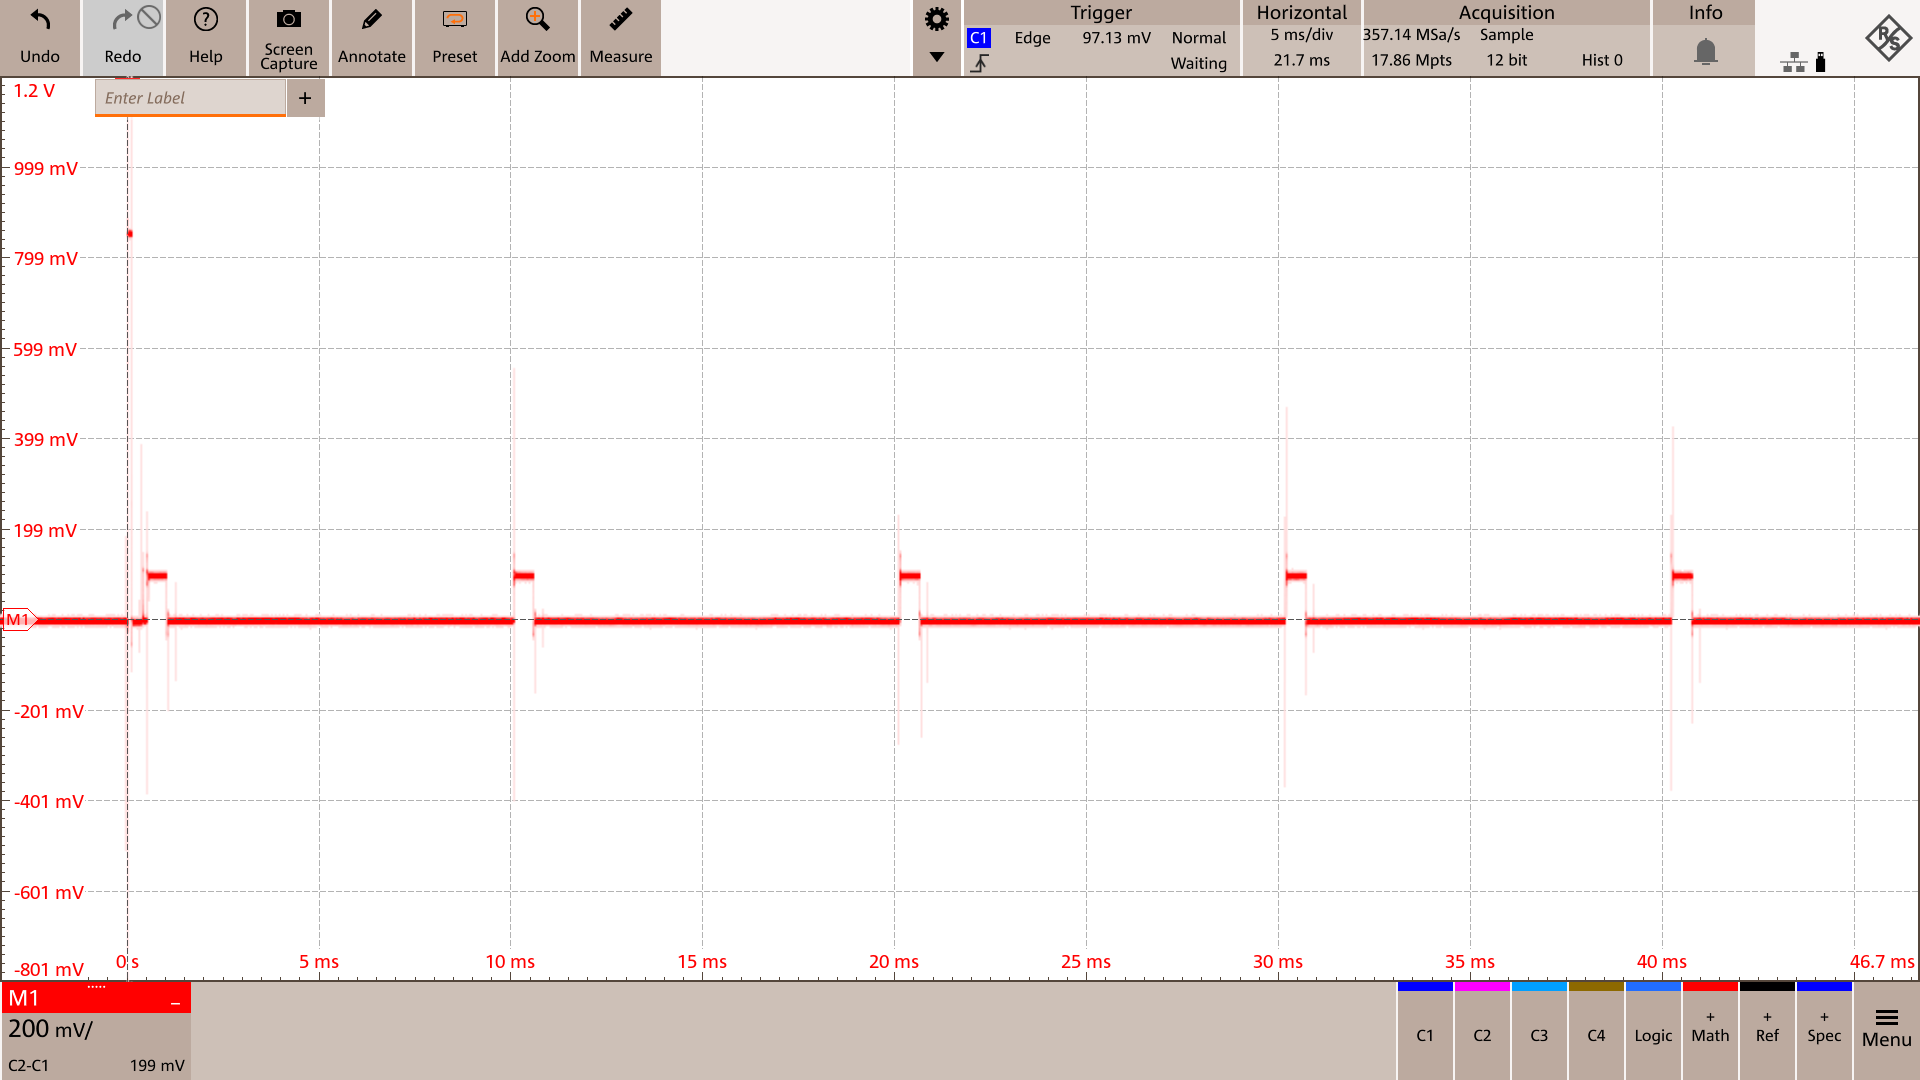 Undo
Redo
Help
Screen
Capture
Annotate
Preset
Add Zoom
Measure
Trigger
C1 Edge 97.13 mV Normal
Waiting
Horizontal
5 ms/div
21.7 ms
Acquisition
357.14 MSa/s Sample
17.86 Mpts 12 bit Hist 0
Info
R&S
Enter Label +
1.2 V
999 mV
799 mV
599 mV
399 mV
199 mV
M1
-201 mV
-401 mV
-601 mV
-801 mV
0 s 5 ms 10 ms 15 ms 20 ms 25 ms 30 ms 35 ms 40 ms 46.7 ms
M1
200 mV/
C2-C1 199 mV
C1
C2
C3
C4
Logic
+
Math
+
Ref
+
Spec
Menu